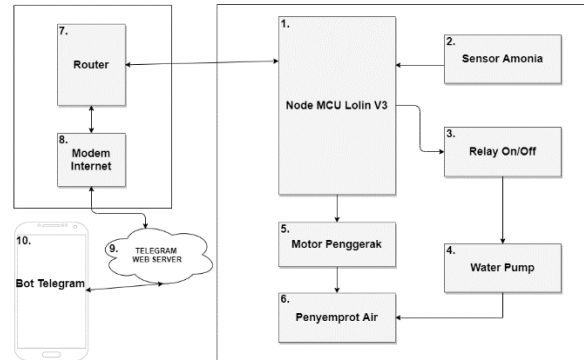 1.
Node MCU Lolin V3
2.
Sensor Amonia
3.
Relay On/Off
4.
Water Pump
5.
Motor Penggerak
6.
Penyemprot Air
7.
Router
8.
Modem
Internet
9.
TELEGRAM
WEB SERVER
10.
Bot Telegram